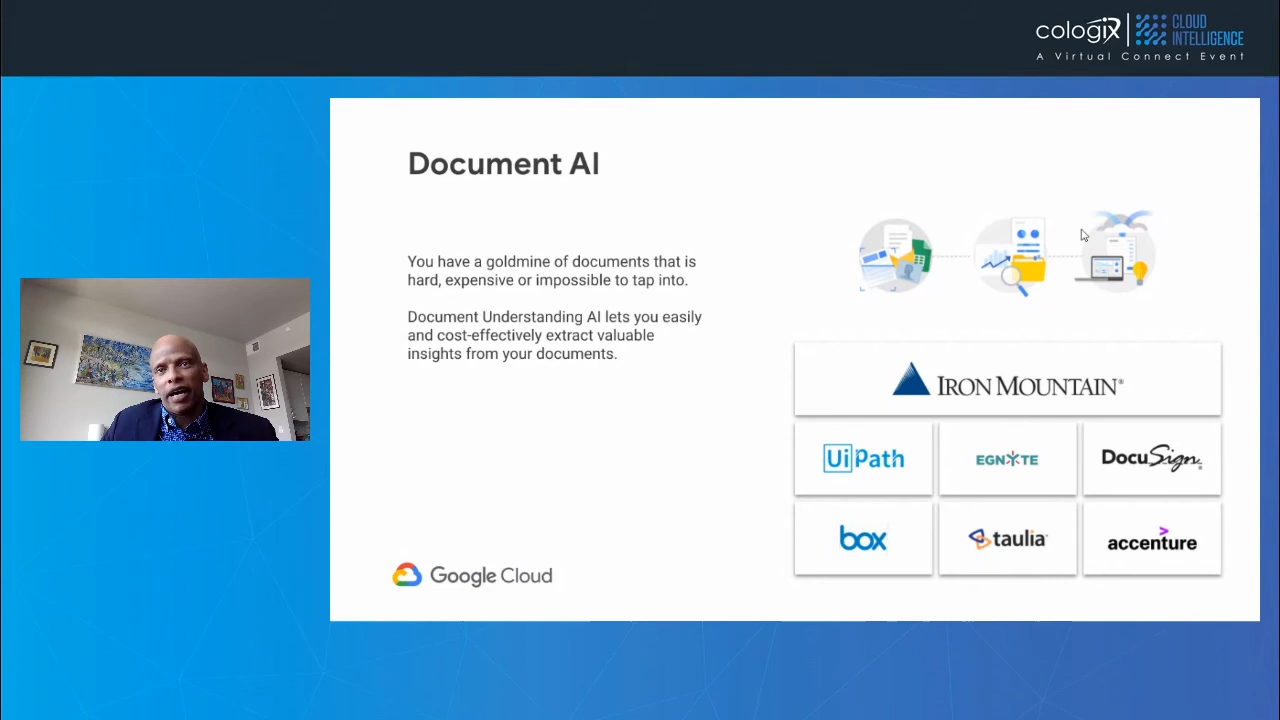 cologix
CLOUD
INTELLIGENCE
A Virtual Connect Event
Document AI
You have a goldmine of documents that is
hard, expensive or impossible to tap into.
Document Understanding AI lets you easily
and cost-effectively extract valuable
insights from your documents.
IRON MOUNTAIN®
UiPath
EGNYTE
DocuSign
box
taulia
accenture
Google Cloud